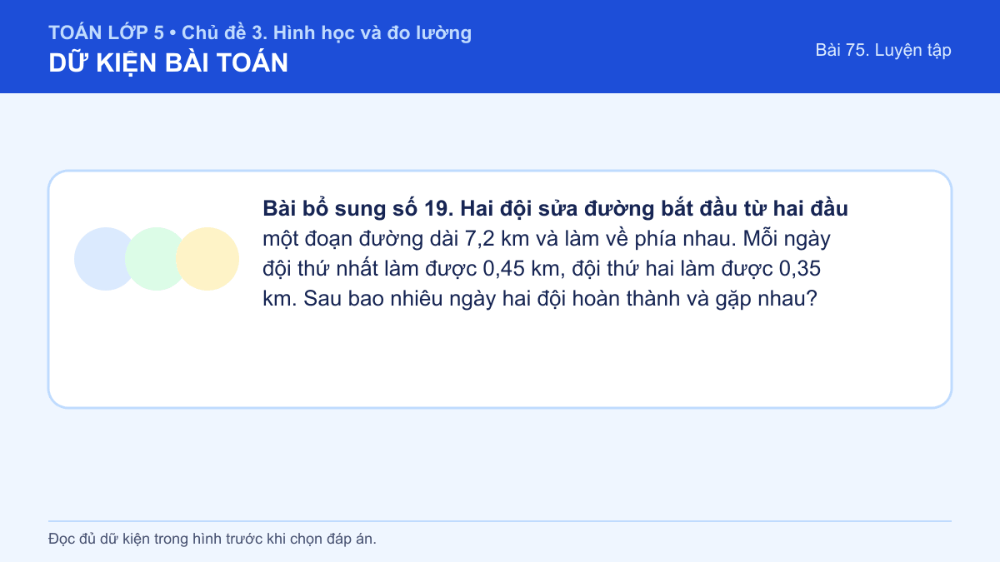 TOÁN LỚP 5 • Chủ đề 3. Hình học và đo lường
DỮ KIỆN BÀI TOÁN
Bài 75. Luyện tập
Bài bổ sung số 19. Hai đội sửa đường bắt đầu từ hai đầu
một đoạn đường dài 7,2 km và làm về phía nhau. Mỗi ngày
đội thứ nhất làm được 0,45 km, đội thứ hai làm được 0,35
km. Sau bao nhiêu ngày hai đội hoàn thành và gặp nhau?
Đọc đủ dữ kiện trong hình trước khi chọn đáp án.